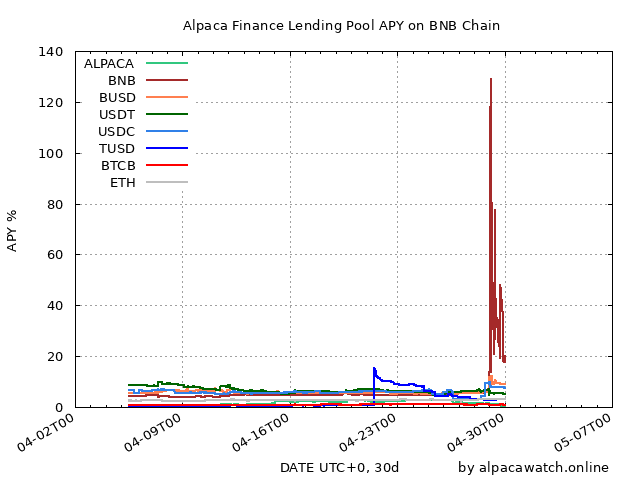 Alpaca Finance Lending Pool APY on BNB Chain
140
120
100
80
60
40
20
0
APY %
ALPACA
BNB
BUSD
USDT
USDC
TUSD
BTCB
ETH
04-02T00
04-09T00
04-16T00
04-23T00
04-30T00
05-07T00
DATE UTC+0, 30d
by alpacawatch.online